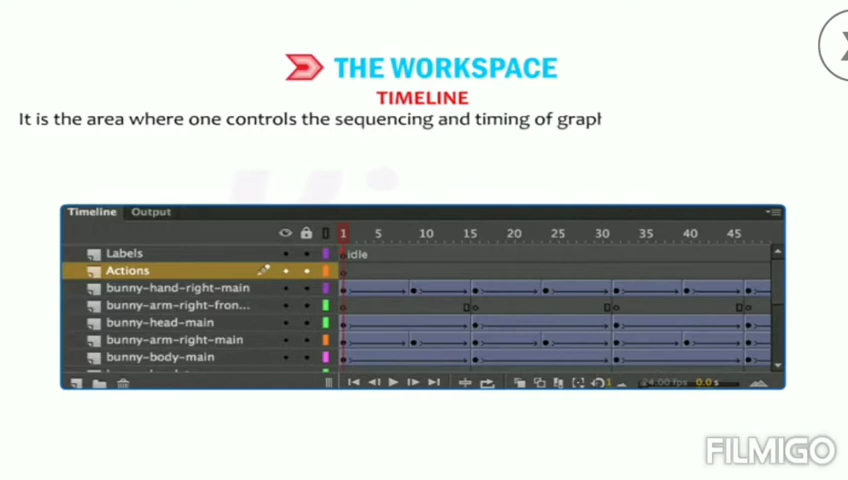 THE WORKSPACE
TIMELINE
It is the area where one controls the sequencing and timing of graph
Timeline Output
1 5 10 15 20 25 30 35 40 45
Labels idle
Actions
bunny-hand-right-main
bunny-arm-right-fron...
bunny-head-main
bunny-arm-right-main
bunny-body-main
1 24.00 fps 0.0 s
FILMIGO